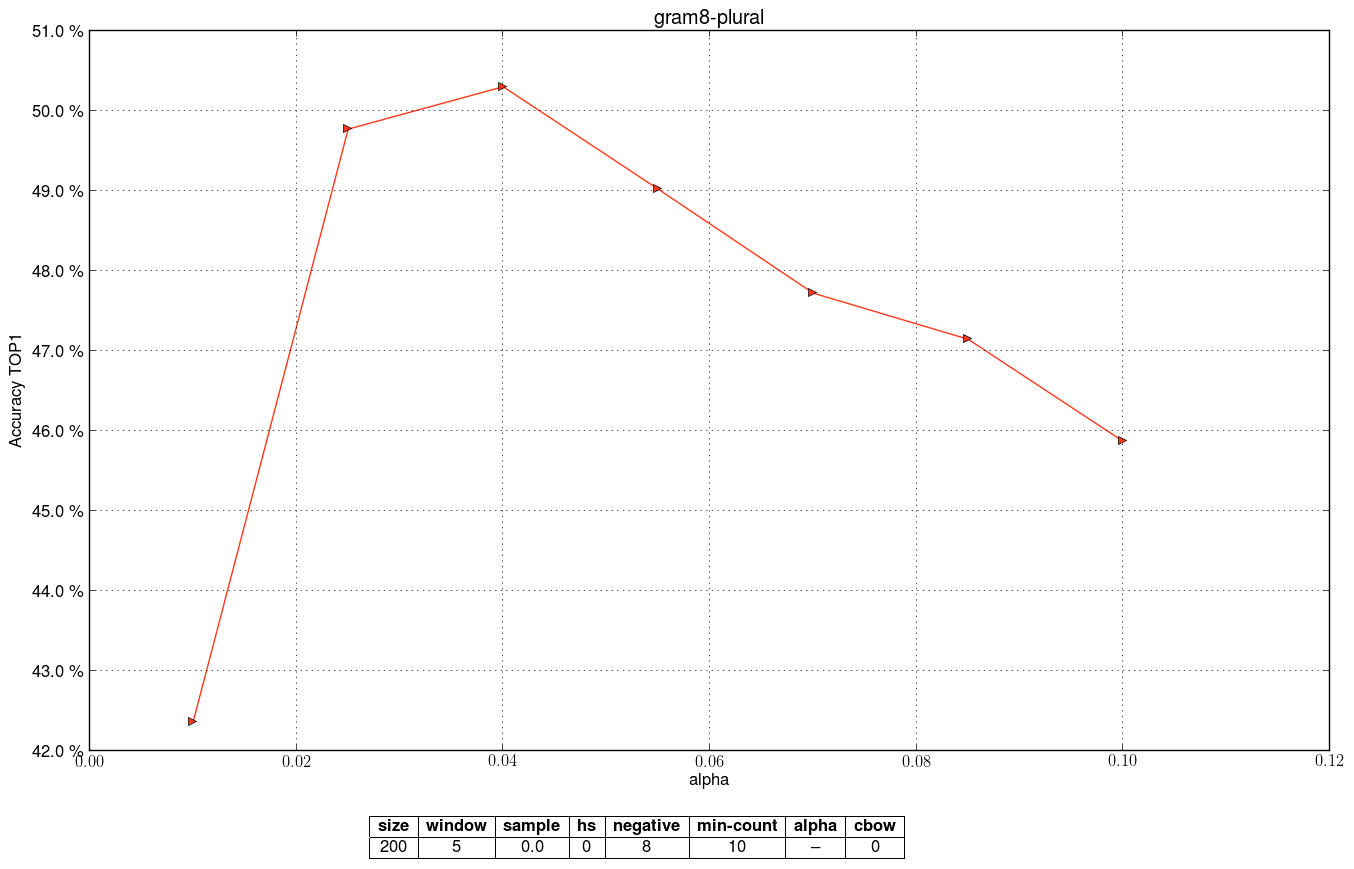 gram8-plural
51.0 %
50.0 %
49.0 %
48.0 %
47.0 %
46.0 %
45.0 %
44.0 %
43.0 %
42.0 %
Accuracy TOP1
0.00 0.02 0.04 0.06 0.08 0.10 0.12
alpha
size window sample hs negative min-count alpha cbow
200 5 0.0 0 8 10 – 0